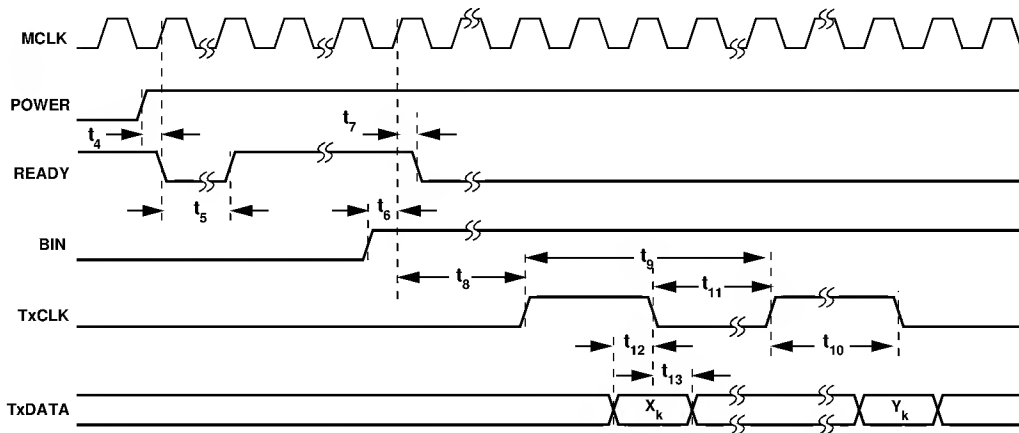 MCLK
POWER
t4
t7
READY
t5
t6
BIN
t9
t8
t11
TxCLK
t12
t10
t13
TxDATA
Xk
Yk